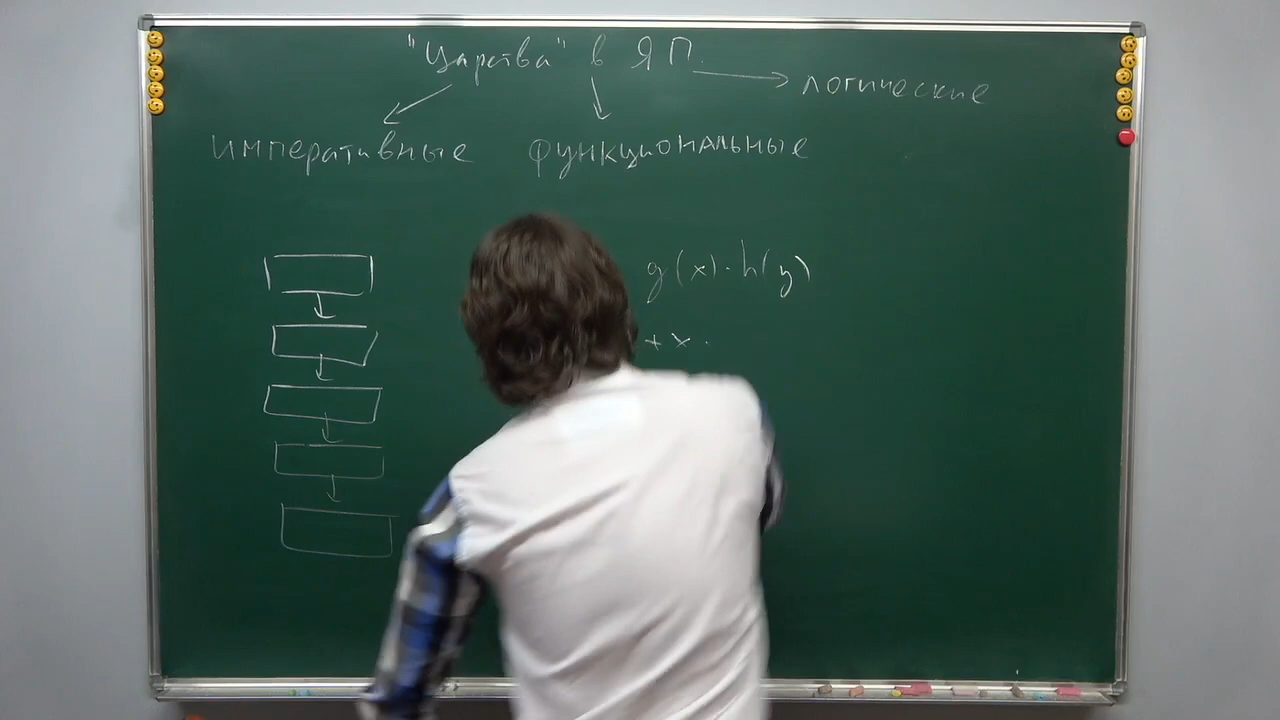 "Царства" в ЯП.
логические
императивные функциональные
g(x)·h(y)
+ x ·